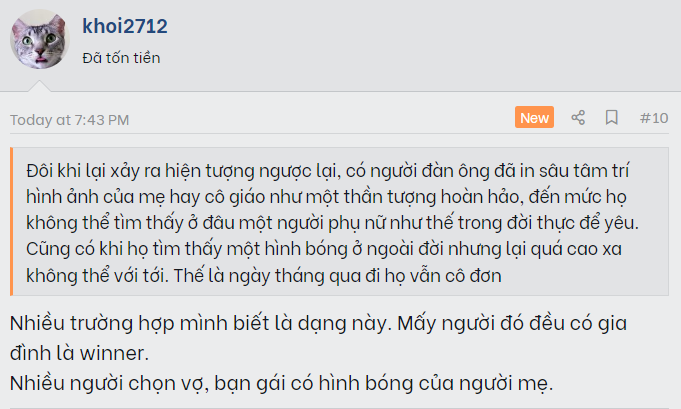 khoi2712
Đã tốn tiền
Today at 7:43 PM
New
#10
Đôi khi lại xảy ra hiện tượng ngược lại, có người đàn ông đã in sâu tâm trí
hình ảnh của mẹ hay cô giáo như một thần tượng hoàn hảo, đến mức họ
không thể tìm thấy ở đâu một người phụ nữ như thế trong đời thực để yêu.
Cũng có khi họ tìm thấy một hình bóng ở ngoài đời nhưng lại quá cao xa
không thể với tới. Thế là ngày tháng qua đi họ vẫn cô đơn
Nhiều trường hợp mình biết là dạng này. Mấy người đó đều có gia
đình là winner.
Nhiều người chọn vợ, bạn gái có hình bóng của người mẹ.